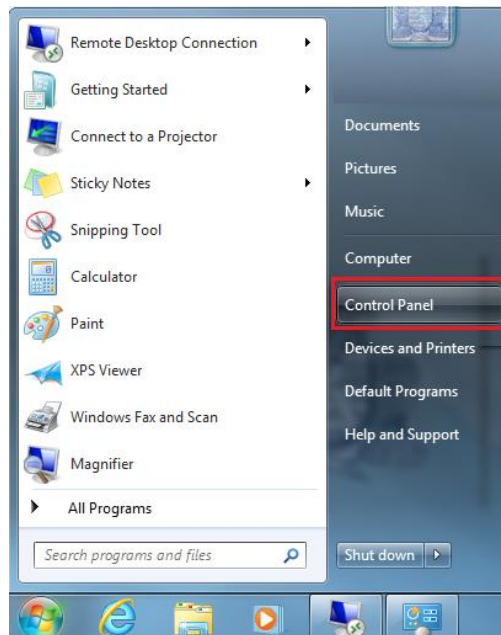 Remote Desktop Connection
Getting Started
Connect to a Projector
Sticky Notes
Snipping Tool
Calculator
Paint
XPS Viewer
Windows Fax and Scan
Magnifier
All Programs
Search programs and files
Documents
Pictures
Music
Computer
Control Panel
Devices and Printers
Default Programs
Help and Support
Shut down